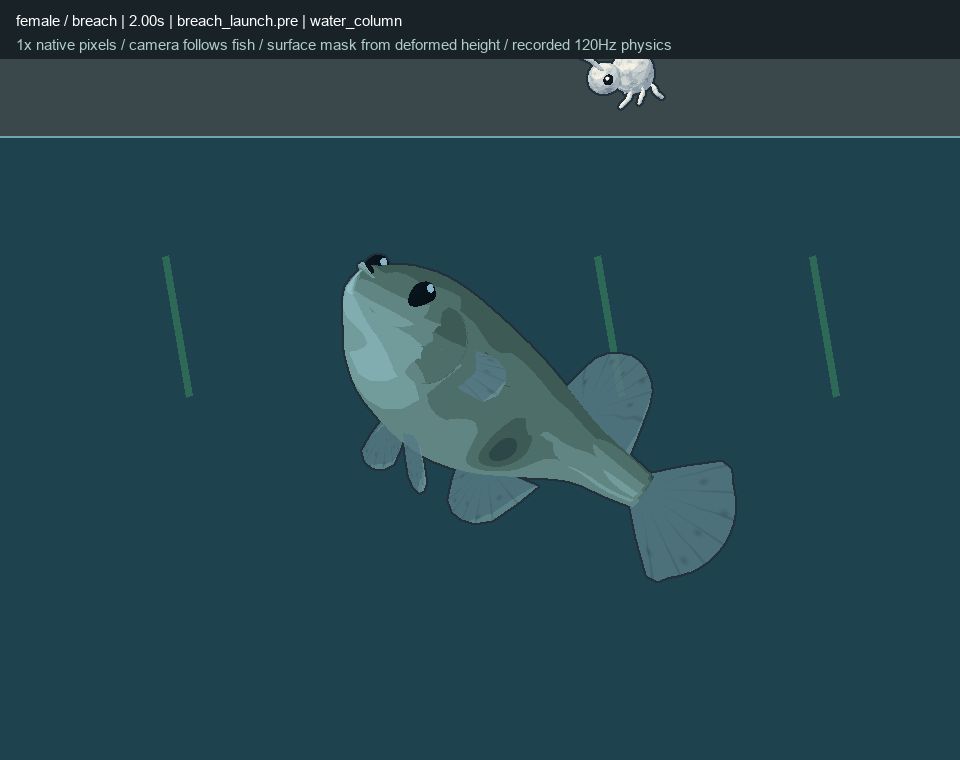 female / breach | 2.00s | breach_launch.pre | water_column
1x native pixels / camera follows fish / surface mask from deformed height / recorded 120Hz physics